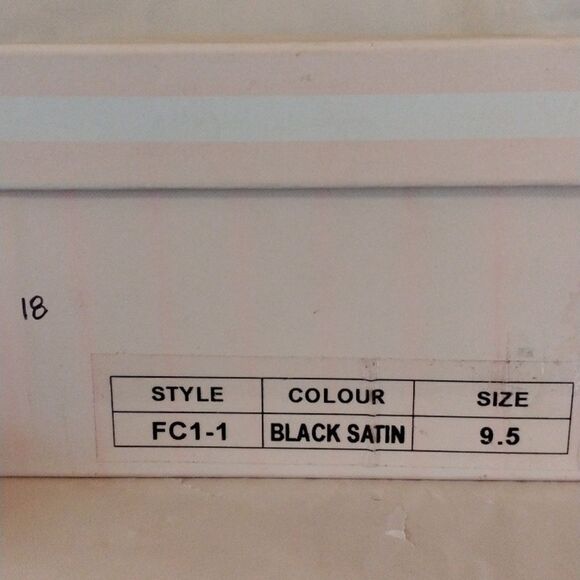 18
STYLE COLOUR SIZE
FC1-1 BLACK SATIN 9.5